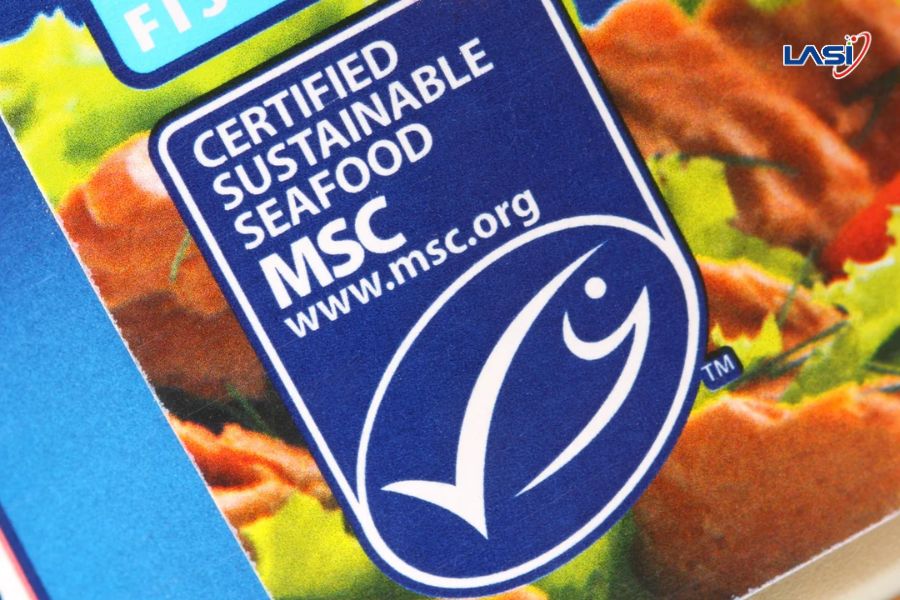 LASI
CERTIFIED
SUSTAINABLE
SEAFOOD
MSC
www.msc.org
TM